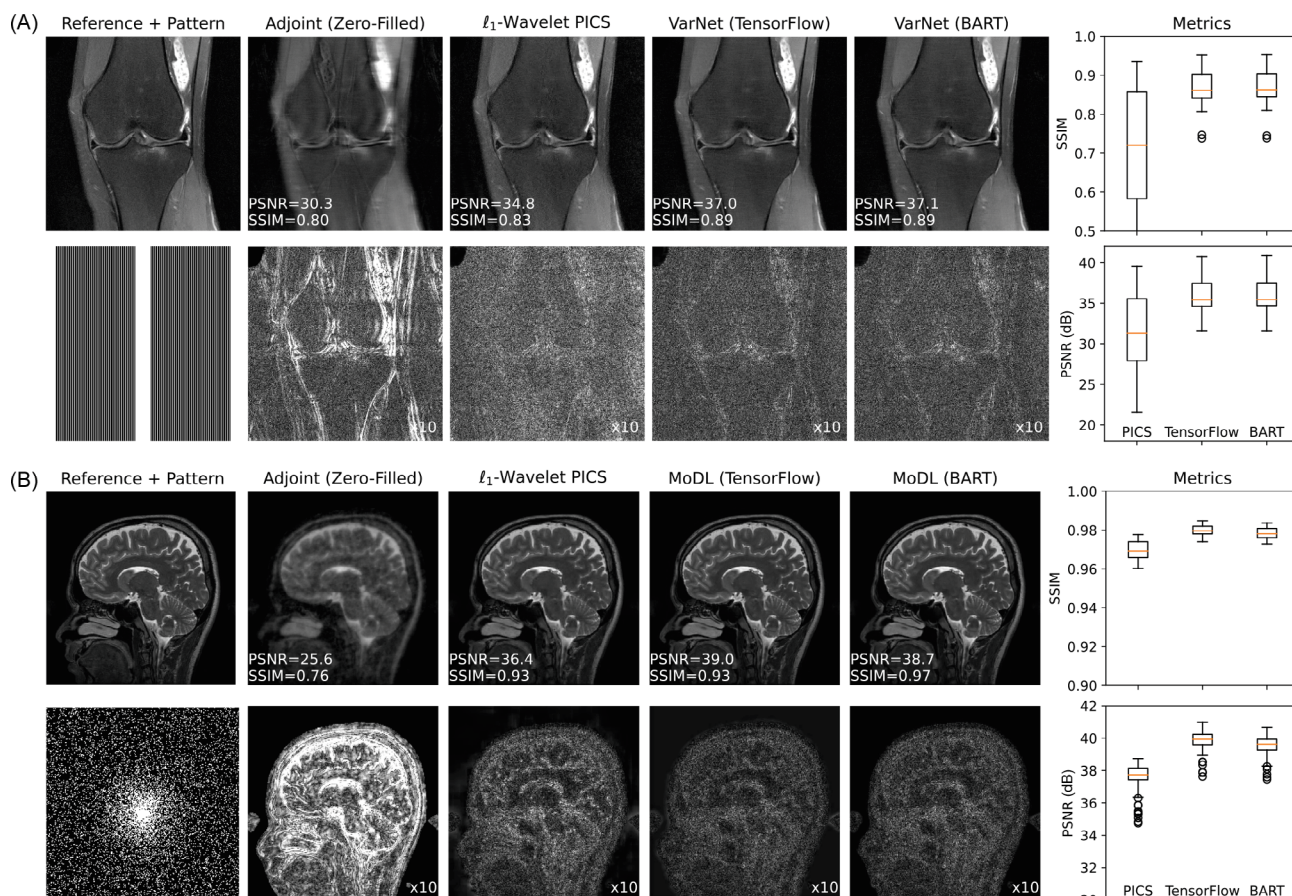 (A)
Reference + Pattern
Adjoint (Zero-Filled)
ℓ₁-Wavelet PICS
VarNet (TensorFlow)
VarNet (BART)
Metrics
PSNR=30.3
SSIM=0.80
PSNR=34.8
SSIM=0.83
PSNR=37.0
SSIM=0.89
PSNR=37.1
SSIM=0.89
SSIM
1.0
0.9
0.8
0.7
0.6
0.5
x10
x10
x10
x10
PSNR (dB)
40
35
30
25
20
PICS
TensorFlow
BART
(B)
Reference + Pattern
Adjoint (Zero-Filled)
ℓ₁-Wavelet PICS
MoDL (TensorFlow)
MoDL (BART)
Metrics
PSNR=25.6
SSIM=0.76
PSNR=36.4
SSIM=0.93
PSNR=39.0
SSIM=0.93
PSNR=38.7
SSIM=0.97
SSIM
1.00
0.98
0.96
0.94
0.92
0.90
x10
x10
x10
x10
PSNR (dB)
42
40
38
36
34
32
30
PICS
TensorFlow
BART